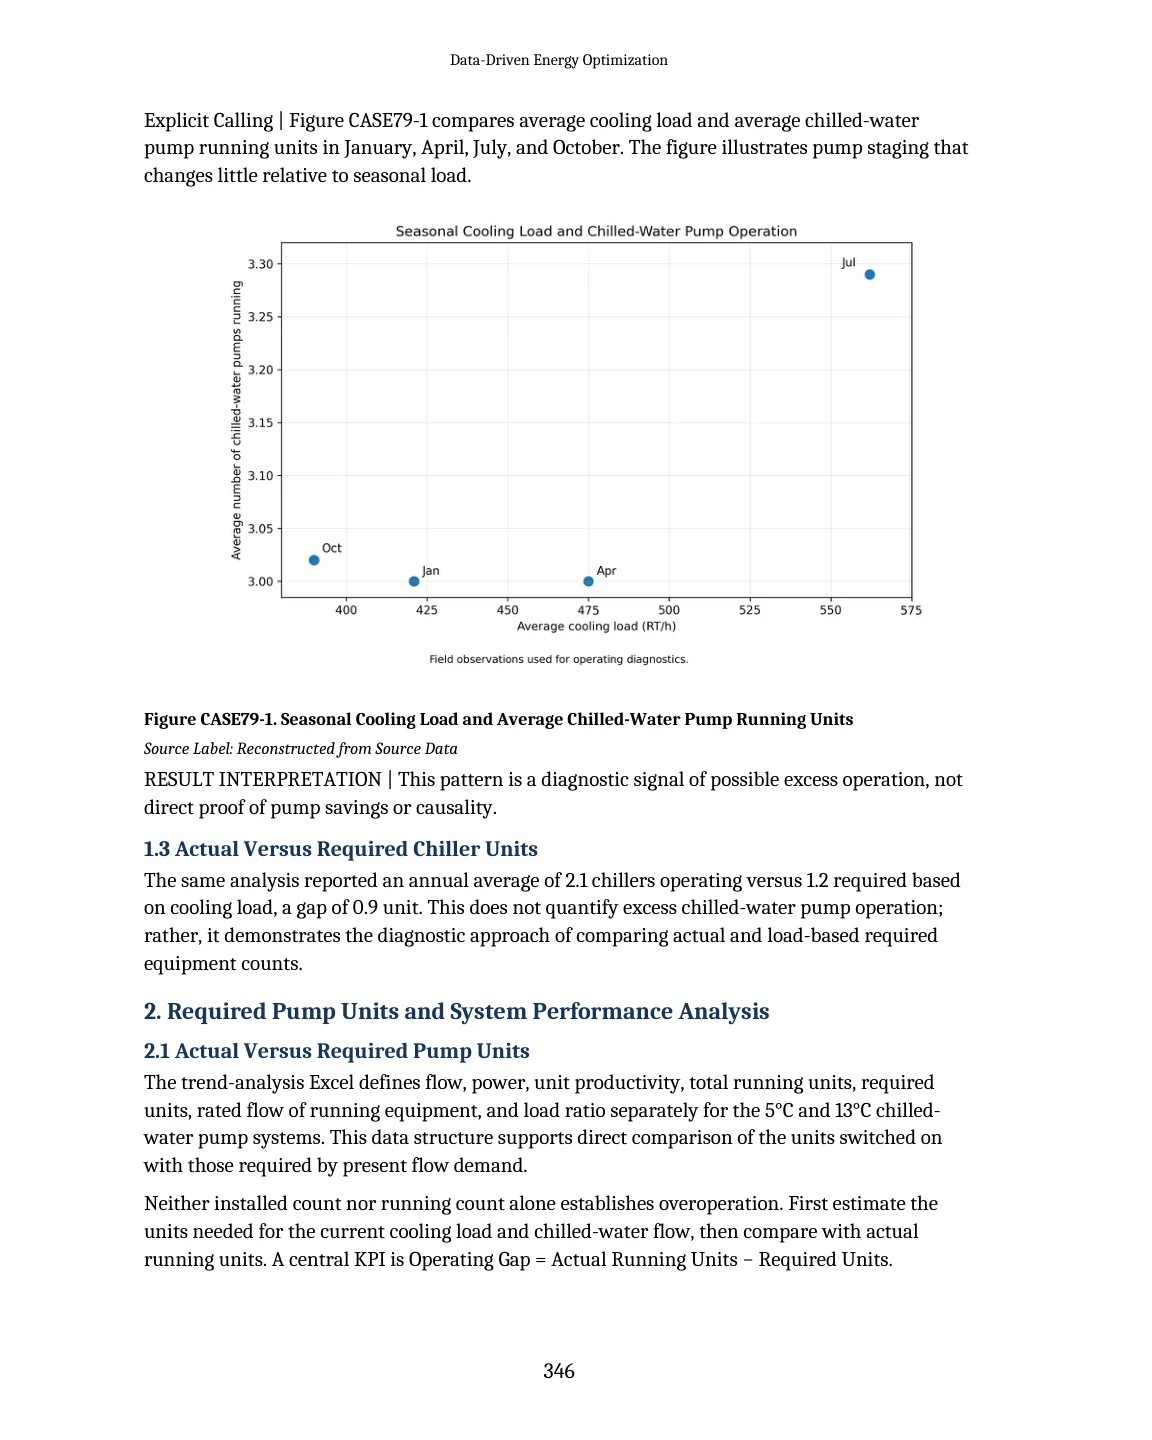 Data-Driven Energy Optimization
Explicit Calling | Figure CASE79-1 compares average cooling load and average chilled-water
pump running units in January, April, July, and October. The figure illustrates pump staging that
changes little relative to seasonal load.
Seasonal Cooling Load and Chilled-Water Pump Operation
Average number of chilled-water pumps running
3.30
3.25
3.20
3.15
3.10
3.05
3.00
Jul
Oct
Jan
Apr
400 425 450 475 500 525 550 575
Average cooling load (RT/h)
Field observations used for operating diagnostics.
Figure CASE79-1. Seasonal Cooling Load and Average Chilled-Water Pump Running Units
Source Label: Reconstructed from Source Data
RESULT INTERPRETATION | This pattern is a diagnostic signal of possible excess operation, not
direct proof of pump savings or causality.
1.3 Actual Versus Required Chiller Units
The same analysis reported an annual average of 2.1 chillers operating versus 1.2 required based
on cooling load, a gap of 0.9 unit. This does not quantify excess chilled-water pump operation;
rather, it demonstrates the diagnostic approach of comparing actual and load-based required
equipment counts.
2. Required Pump Units and System Performance Analysis
2.1 Actual Versus Required Pump Units
The trend-analysis Excel defines flow, power, unit productivity, total running units, required
units, rated flow of running equipment, and load ratio separately for the 5°C and 13°C chilled-
water pump systems. This data structure supports direct comparison of the units switched on
with those required by present flow demand.
Neither installed count nor running count alone establishes overoperation. First estimate the
units needed for the current cooling load and chilled-water flow, then compare with actual
running units. A central KPI is Operating Gap = Actual Running Units − Required Units.
346